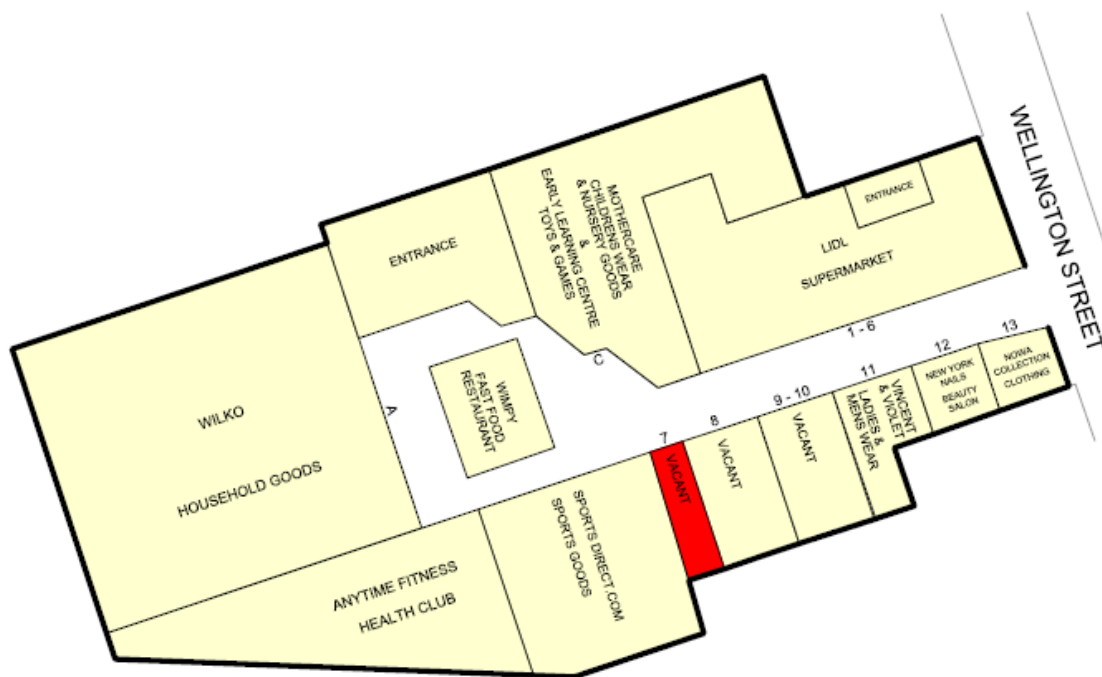 WELLINGTON STREET
ENTRANCE
MOTHERCARE
CHILDRENS WEAR
& NURSERY GOODS
&
EARLY LEARNING CENTRE
TOYS & GAMES
ENTRANCE
LIDL
SUPERMARKET
1 - 6
C
A
WIMPY
FAST FOOD
RESTAURANT
WILKO
HOUSEHOLD GOODS
ANYTIME FITNESS
HEALTH CLUB
SPORTS DIRECT.COM
SPORTS GOODS
7
VACANT
8
VACANT
9 - 10
VACANT
11
VINCENT
& VIOLET
LADIES &
MENS WEAR
12
NEW YORK
NAILS
BEAUTY
SALON
13
NOWA
COLLECTION
CLOTHING